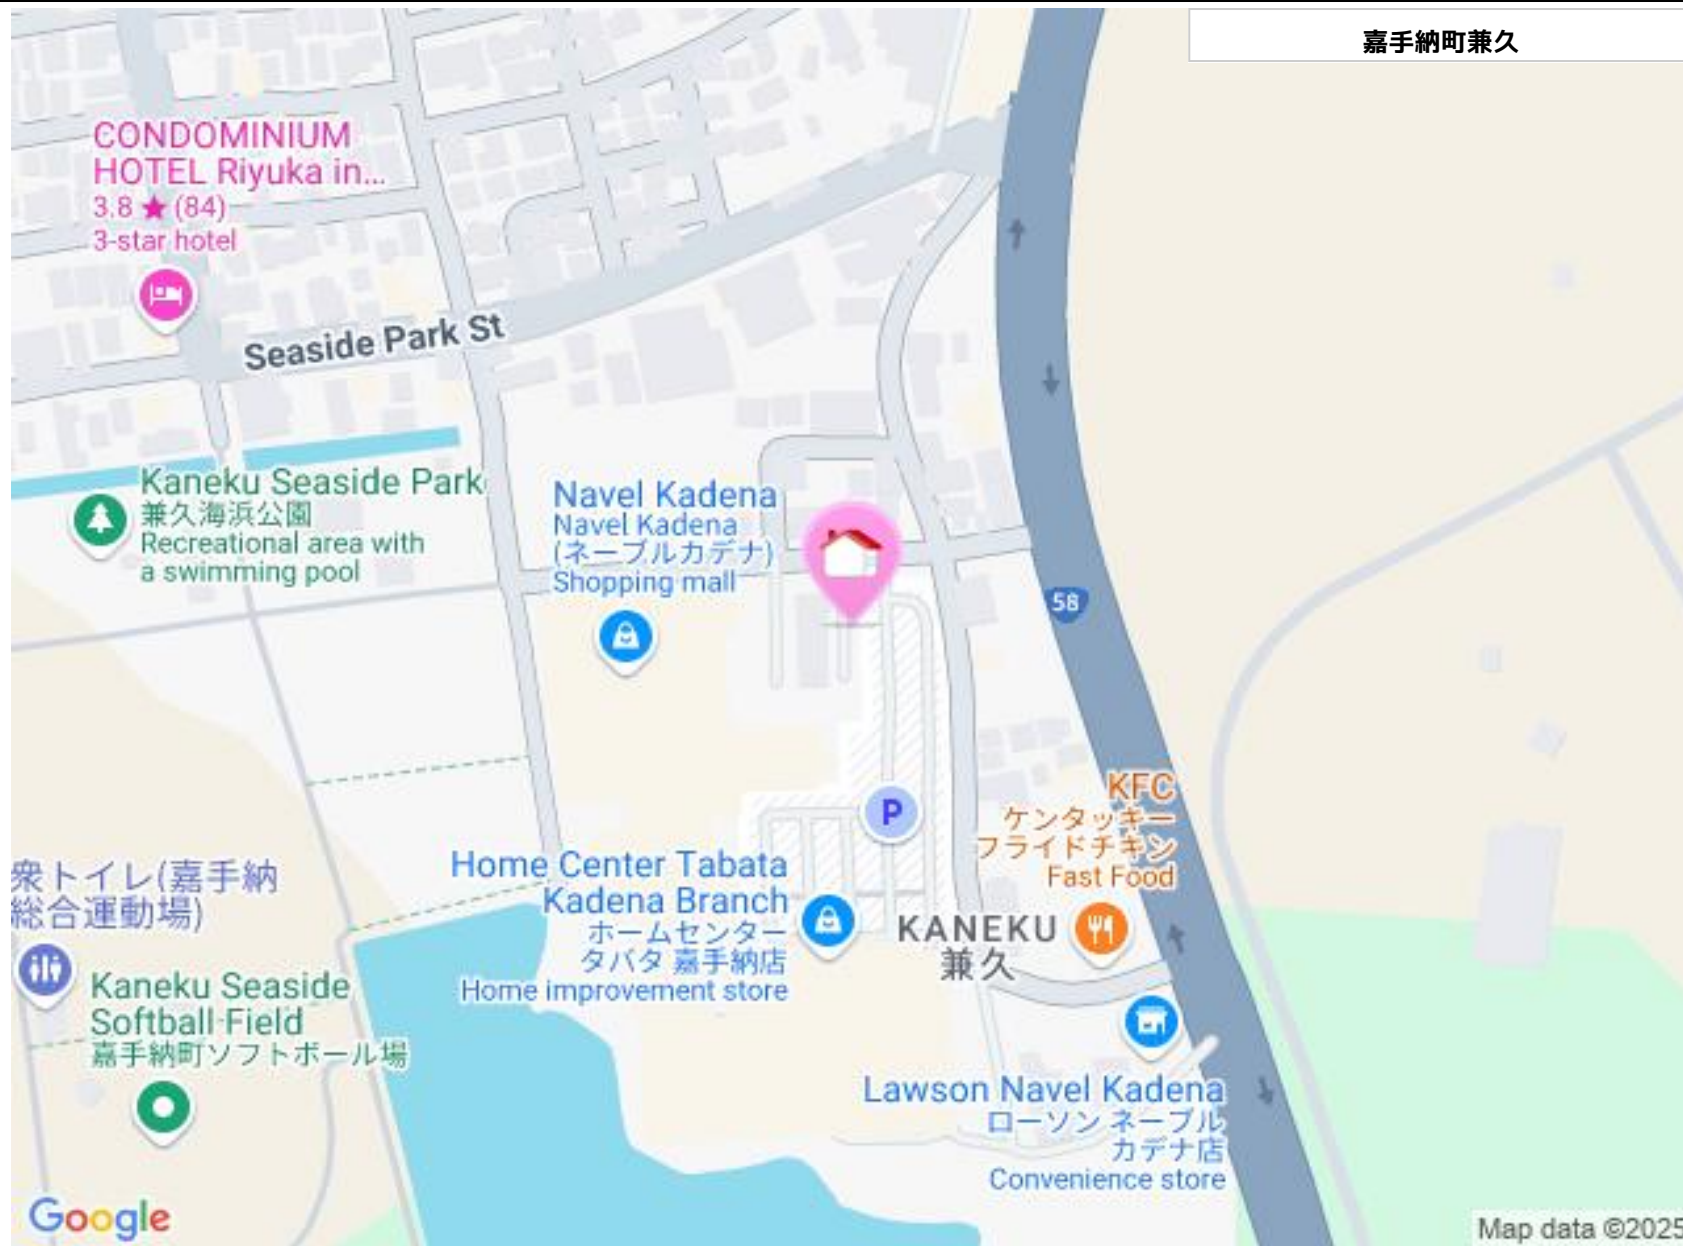 嘉手納町兼久
CONDOMINIUM
HOTEL Riyuka in...
3.8 ★ (84)
3-star hotel
Seaside Park St
Kaneku Seaside Park
兼久海浜公園
Recreational area with
a swimming pool
Navel Kadena
Navel Kadena
(ネーブルカデナ)
Shopping mall
58
P
KFC
ケンタッキー
フライドチキン
Fast Food
Home Center Tabata
Kadena Branch
ホームセンター
タバタ 嘉手納店
Home improvement store
KANEKU
兼久
衆トイレ(嘉手納
総合運動場)
Kaneku Seaside
Softball Field
嘉手納町ソフトボール場
Lawson Navel Kadena
ローソン ネーブル
カデナ店
Convenience store
Google
Map data ©2025